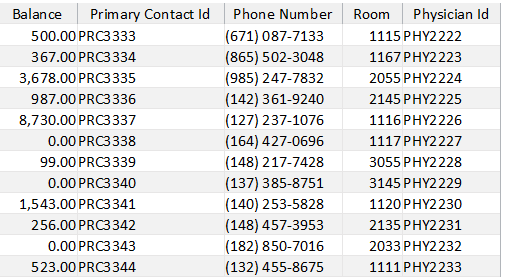 Balance Primary Contact Id Phone Number Room Physician Id
500.00 PRC3333 (671) 087-7133 1115 PHY2222
367.00 PRC3334 (865) 502-3048 1167 PHY2223
3,678.00 PRC3335 (985) 247-7832 2055 PHY2224
987.00 PRC3336 (142) 361-9240 2145 PHY2225
8,730.00 PRC3337 (127) 237-1076 1116 PHY2226
0.00 PRC3338 (164) 427-0696 1117 PHY2227
99.00 PRC3339 (148) 217-7428 3055 PHY2228
0.00 PRC3340 (137) 385-8751 3145 PHY2229
1,543.00 PRC3341 (140) 253-5828 1120 PHY2230
256.00 PRC3342 (148) 457-3953 2135 PHY2231
0.00 PRC3343 (182) 850-7016 2033 PHY2232
523.00 PRC3344 (132) 455-8675 1111 PHY2233